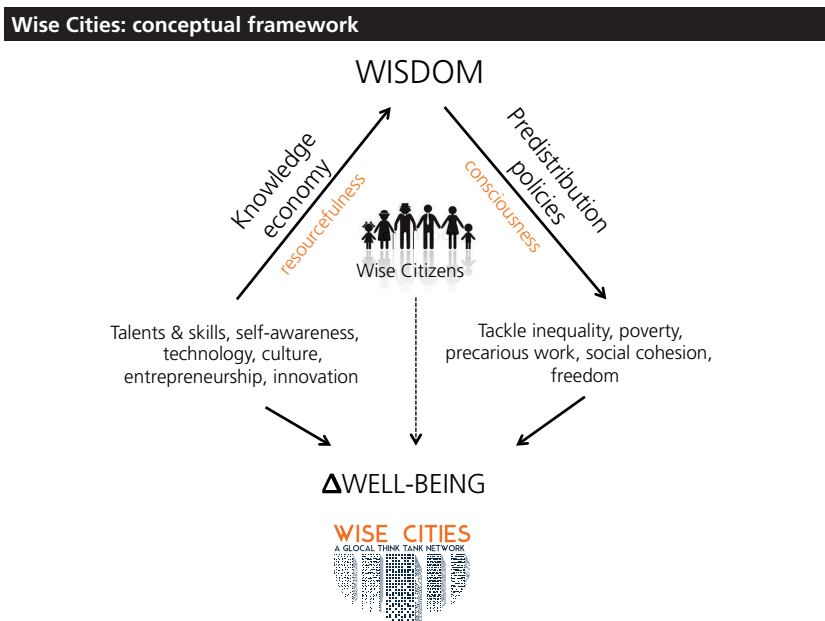 Wise Cities: conceptual framework
WISDOM
Knowledge
economy
resourcefulness
Predistribution
policies
consciousness
Wise Citizens
Talents & skills, self-awareness,
technology, culture,
entrepreneurship, innovation
Tackle inequality, poverty,
precarious work, social cohesion,
freedom
ΔWELL-BEING
WISE CITIES
A GLOCAL THINK TANK NETWORK